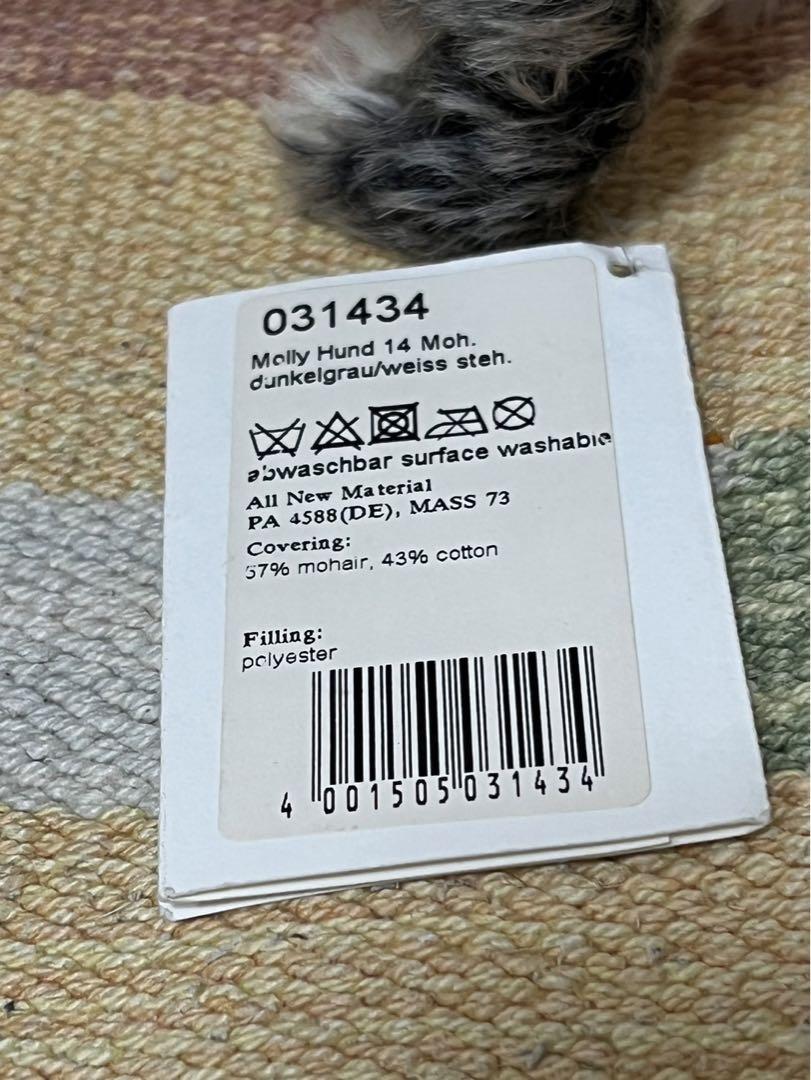 031434
Molly Hund 14 Moh.
dunkelgrau/weiss steh.
abwaschbar surface washable
All New Material
PA 4588(DE), MASS 73
Covering:
57% mohair, 43% cotton
Filling:
polyester
4 001505 031434